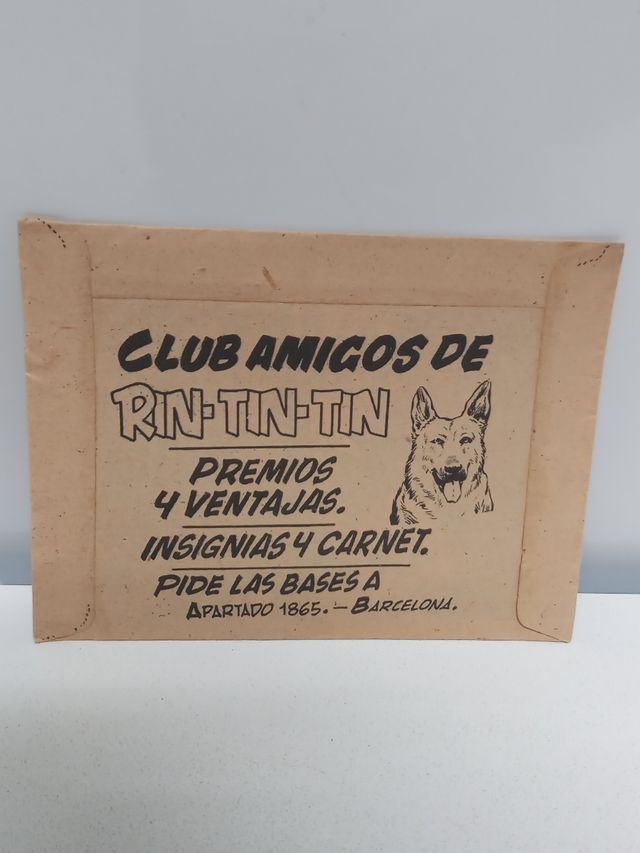 CLUB AMIGOS DE
RIN-TIN-TIN
PREMIOS
Y VENTAJAS.
INSIGNIAS Y CARNET.
PIDE LAS BASES A
APARTADO 1865.-BARCELONA.